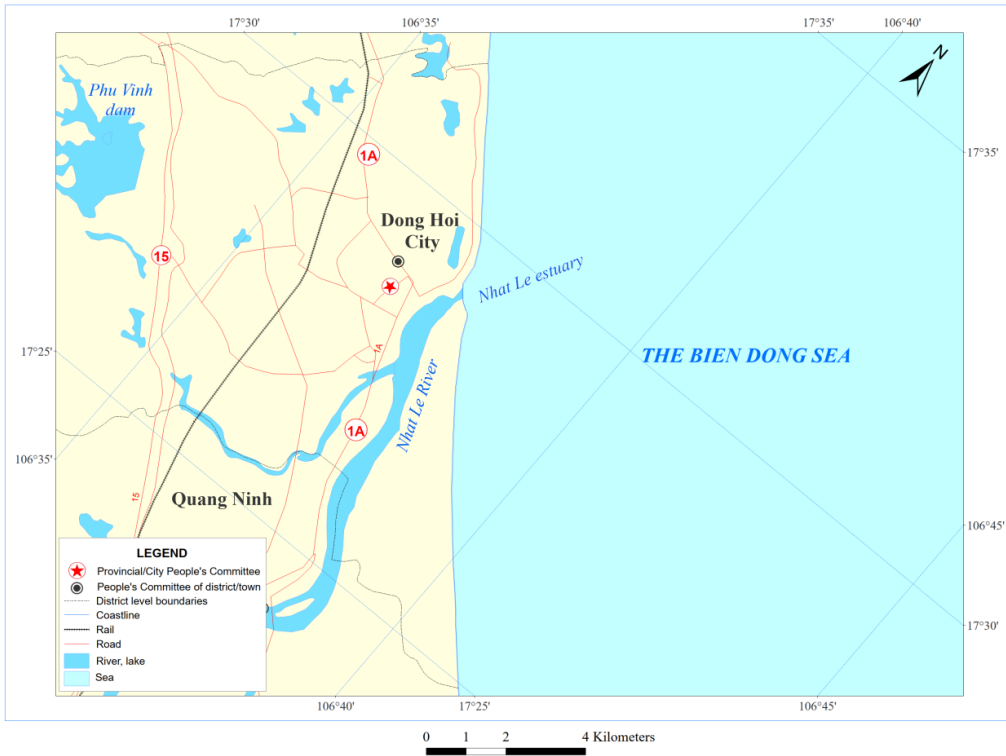 17°30'
106°35'
17°35'
106°40'
N
Phu Vinh
dam
1A
17°35'
Dong Hoi
City
15
Nhat Le estuary
17°25'
1A
THE BIEN DONG SEA
Nhat Le River
1A
106°35'
15
Quang Ninh
106°45'
LEGEND
Provincial/City People's Committee
People's Committee of district/town
District level boundaries
Coastline
Rail
Road
River, lake
Sea
17°30'
106°40'
17°25'
106°45'
0 1 2 4 Kilometers